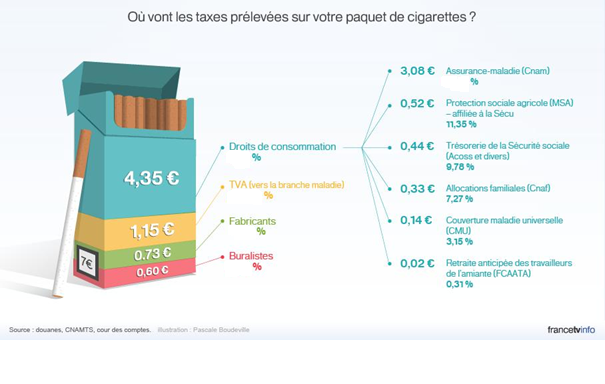 Où vont les taxes prélevées sur votre paquet de cigarettes ?
4,35 €
1,15 €
0.73 €
0,60 €
7€
Droits de consommation
%
TVA (vers la branche maladie)
%
Fabricants
%
Buralistes
%
3,08 € Assurance-maladie (Cnam)
%
0,52 € Protection sociale agricole (MSA)
– affiliée à la Sécu
11,35 %
0,44 € Trésorerie de la Sécurité sociale
(Acoss et divers)
9,78 %
0,33 € Allocations familiales (Cnaf)
7,27 %
0,14 € Couverture maladie universelle
(CMU)
3,15 %
0,02 € Retraite anticipée des travailleurs
de l'amiante (FCAATA)
0,31 %
Source : douanes, CNAMTS, cour des comptes. illustration : Pascale Boudeville
francetvinfo